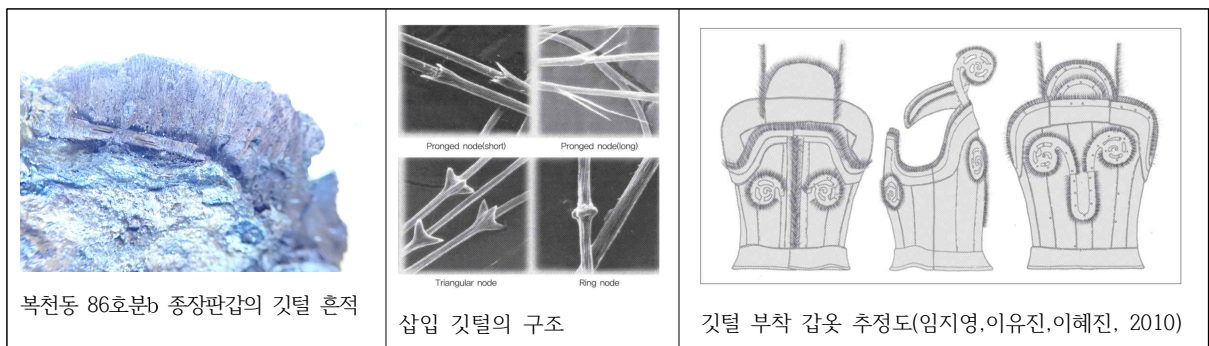 복천동 86호분b 종장판갑의 깃털 흔적
Pronged node(short)
Pronged node(long)
Triangular node
Ring node
삽입 깃털의 구조
깃털 부착 갑옷 추정도(임지영,이유진,이혜진, 2010)